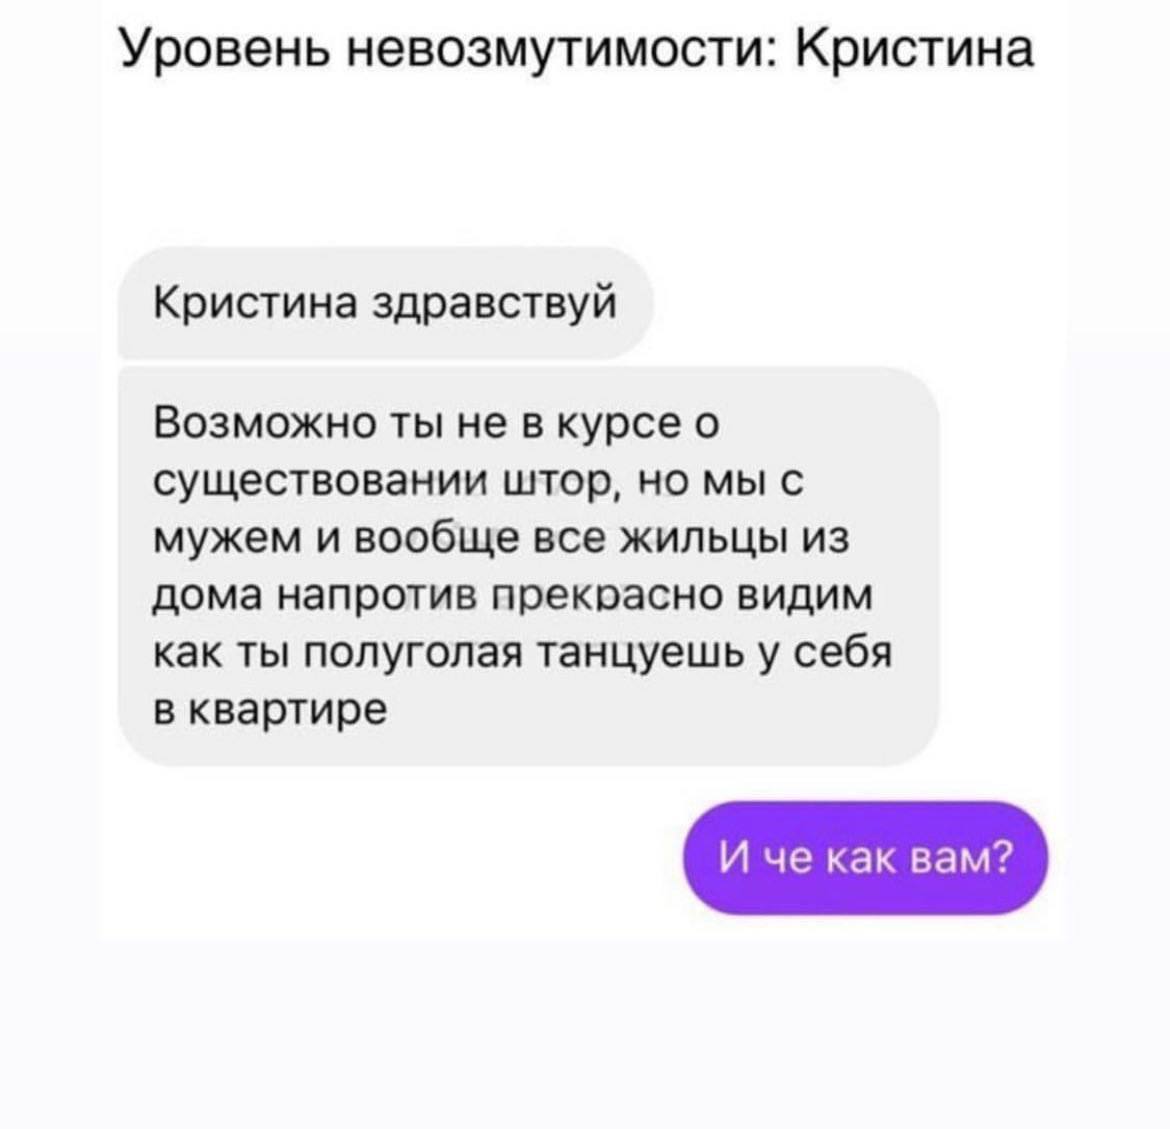 Уровень невозмутимости: Кристина
Кристина здравствуй
Возможно ты не в курсе о
существовании штор, но мы с
мужем и вообще все жильцы из
дома напротив прекрасно видим
как ты полуголая танцуешь у себя
в квартире
И че как вам?